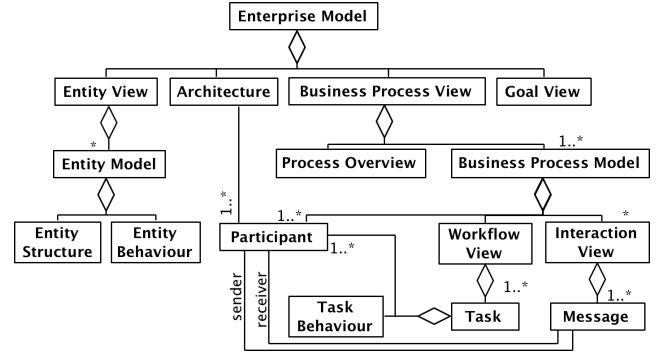 Enterprise Model
Entity View
Architecture
Business Process View
Goal View
*
1..*
Entity Model
Process Overview
Business Process Model
1..*
1..*
*
Entity
Structure
Entity
Behaviour
Participant
Workflow
View
Interaction
View
1..*
sender
receiver
1..*
1..*
Task
Behaviour
Task
Message